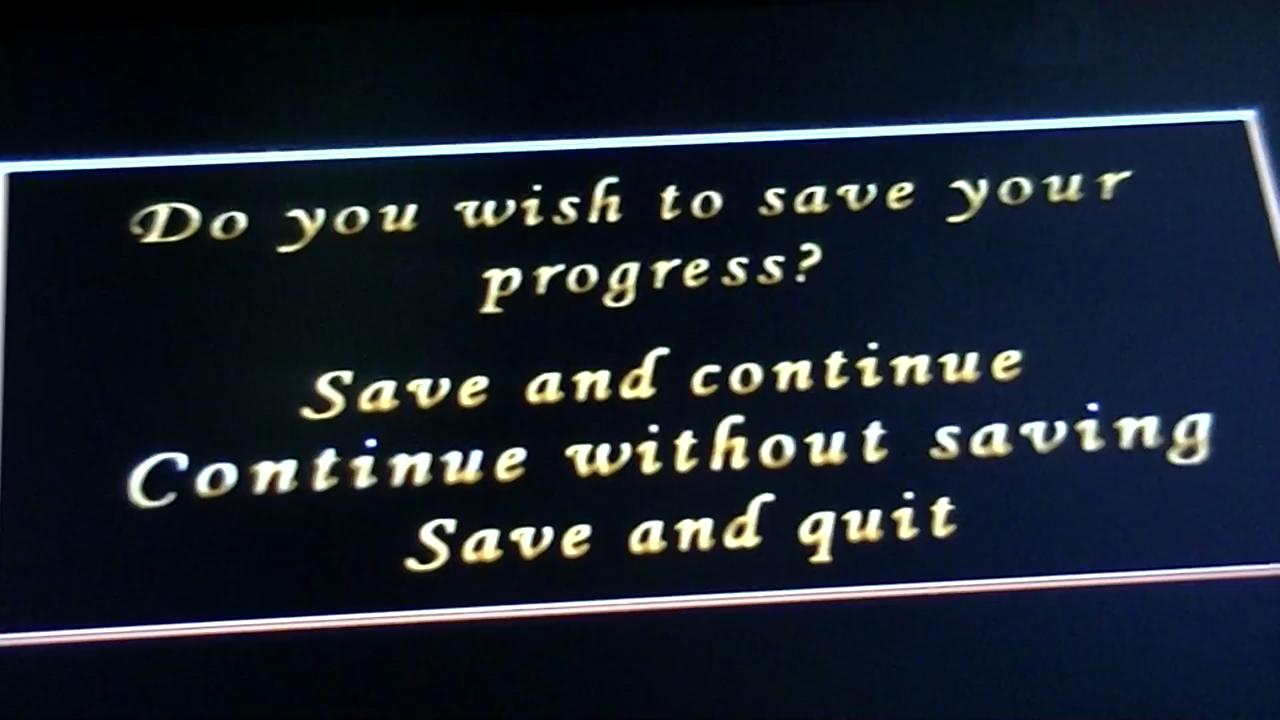 Do you wish to save your
progress?
Save and continue
Continue without saving
Save and quit